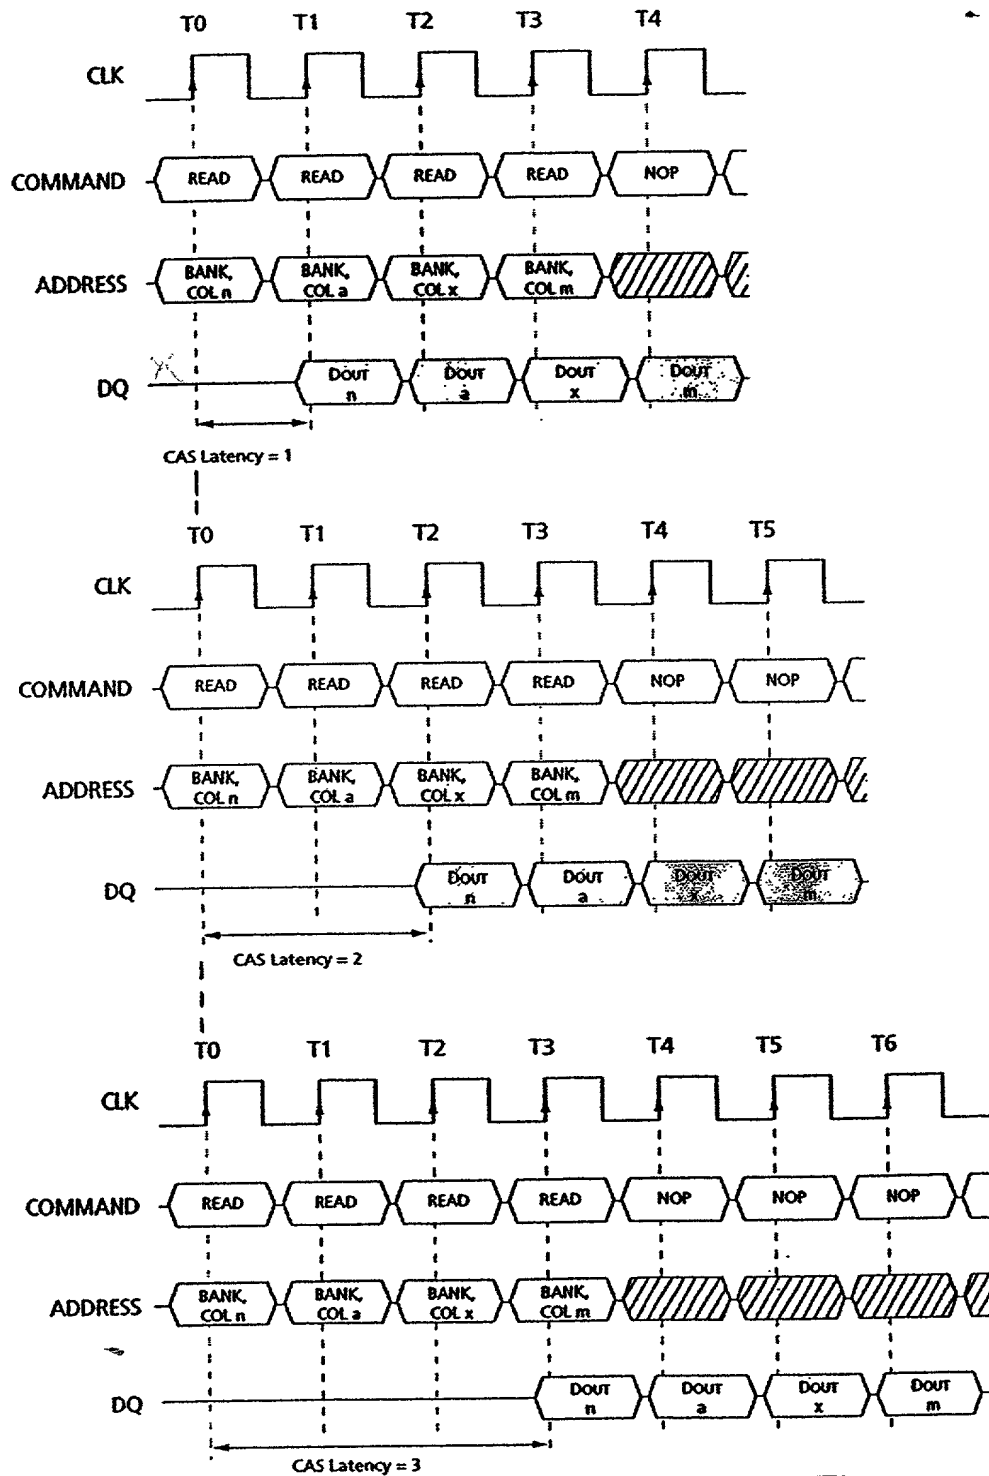 T0 T1 T2 T3 T4
CLK
COMMAND READ READ READ READ NOP
ADDRESS BANK, COL n BANK, COL a BANK, COL x BANK, COL m
DQ DOUT n DOUT a DOUT x DOUT m
CAS Latency = 1
T0 T1 T2 T3 T4 T5
CLK
COMMAND READ READ READ READ NOP NOP
ADDRESS BANK, COL n BANK, COL a BANK, COL x BANK, COL m
DQ DOUT n DOUT a DOUT x DOUT m
CAS Latency = 2
T0 T1 T2 T3 T4 T5 T6
CLK
COMMAND READ READ READ READ NOP NOP NOP
ADDRESS BANK, COL n BANK, COL a BANK, COL x BANK, COL m
DQ DOUT n DOUT a DOUT x DOUT m
CAS Latency = 3